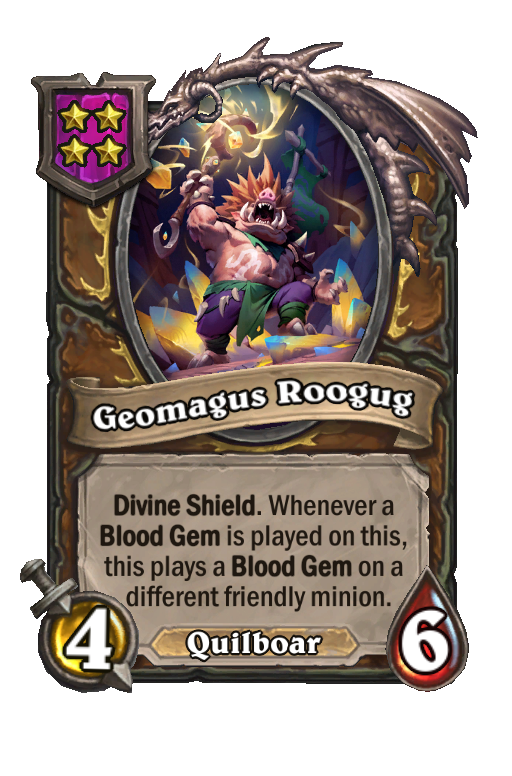 Geomagus Roogug
Divine Shield. Whenever a
Blood Gem is played on this,
this plays a Blood Gem on a
different friendly minion.
4
Quilboar
6